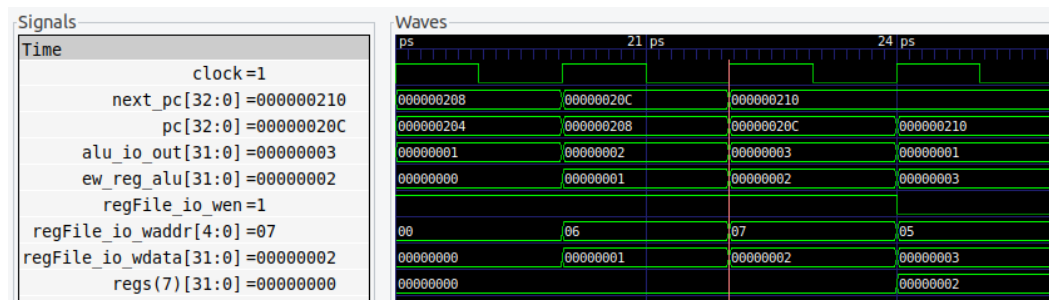 Signals
Waves
Time
ps 21 ps 24 ps
clock =1
next_pc[32:0] =000000210 000000208 00000020C 000000210
pc[32:0] =00000020C 000000204 000000208 00000020C 000000210
alu_io_out[31:0] =00000003 00000001 00000002 00000003 00000001
ew_reg_alu[31:0] =00000002 00000000 00000001 00000002 00000003
regFile_io_wen =1
regFile_io_waddr[4:0] =07 00 06 07 05
regFile_io_wdata[31:0] =00000002 00000000 00000001 00000002 00000003
regs(7)[31:0] =00000000 00000000 00000002